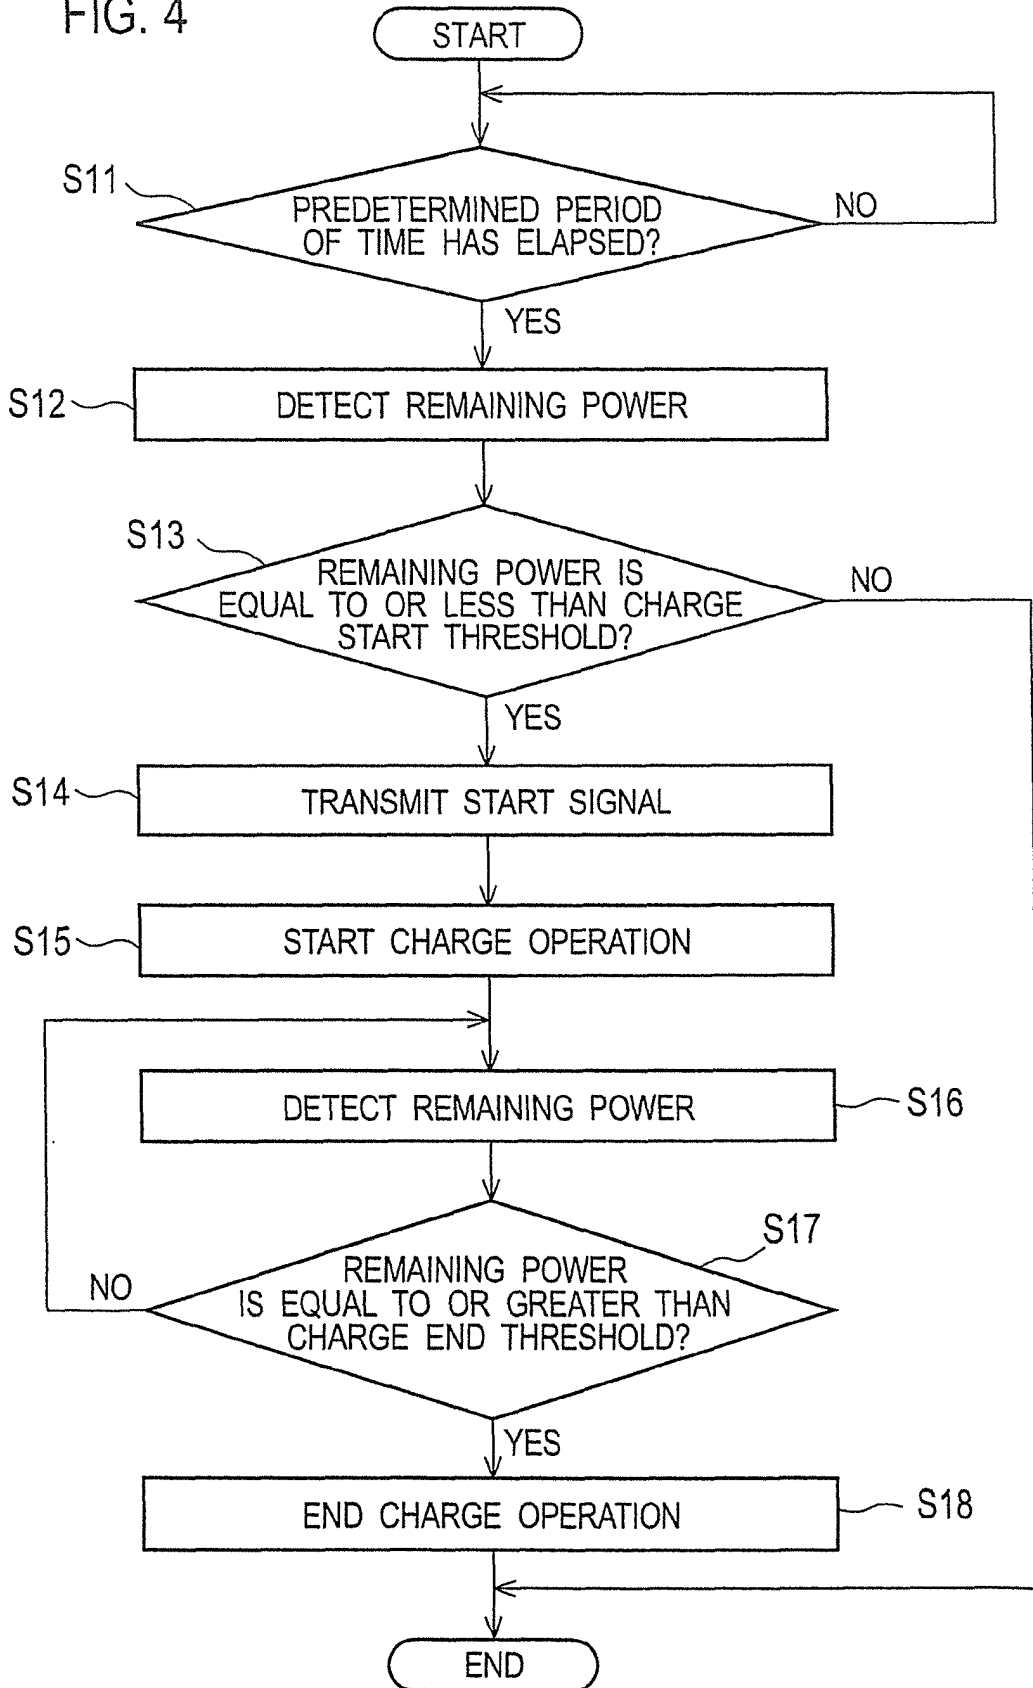 FIG. 4
START
S11
PREDETERMINED PERIOD
OF TIME HAS ELAPSED?
NO
YES
S12
DETECT REMAINING POWER
S13
REMAINING POWER IS
EQUAL TO OR LESS THAN CHARGE
START THRESHOLD?
NO
YES
S14
TRANSMIT START SIGNAL
S15
START CHARGE OPERATION
DETECT REMAINING POWER
S16
S17
REMAINING POWER
IS EQUAL TO OR GREATER THAN
CHARGE END THRESHOLD?
NO
YES
END CHARGE OPERATION
S18
END